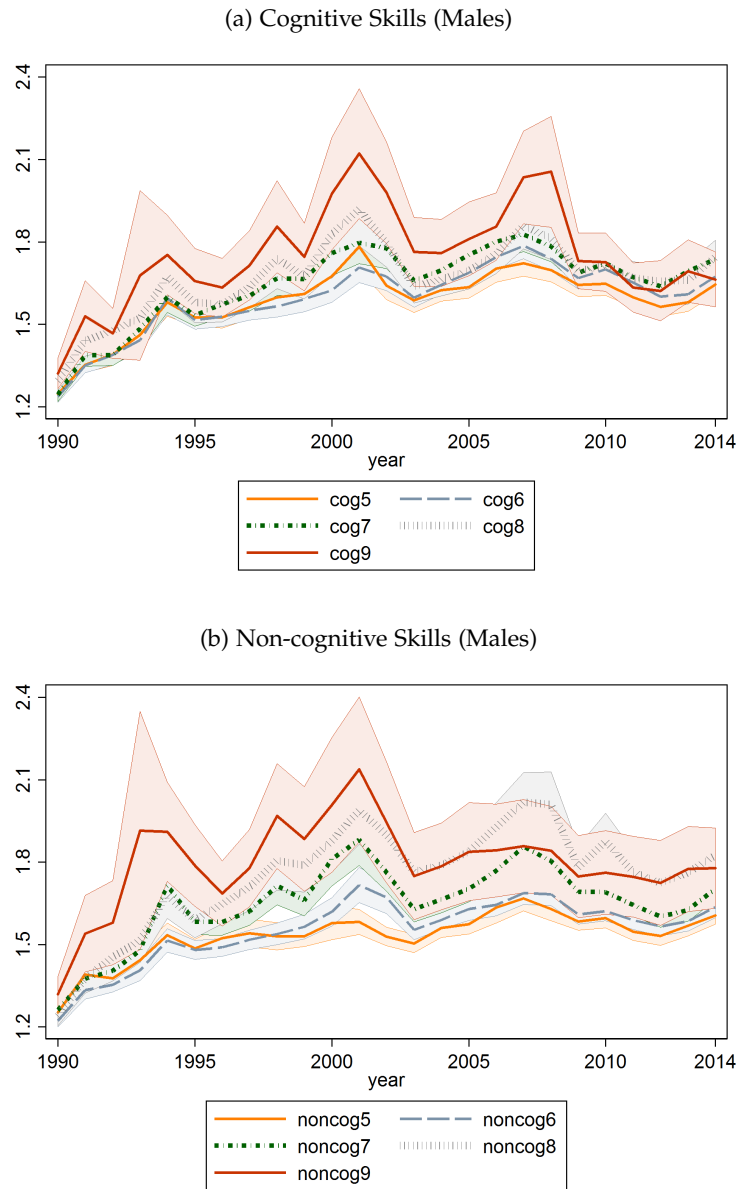 (a) Cognitive Skills (Males)
2.4
2.1
1.8
1.5
1.2
1990 1995 2000 2005 2010 2014
year
cog5 cog6
cog7 cog8
cog9
(b) Non-cognitive Skills (Males)
2.4
2.1
1.8
1.5
1.2
1990 1995 2000 2005 2010 2014
year
noncog5 noncog6
noncog7 noncog8
noncog9